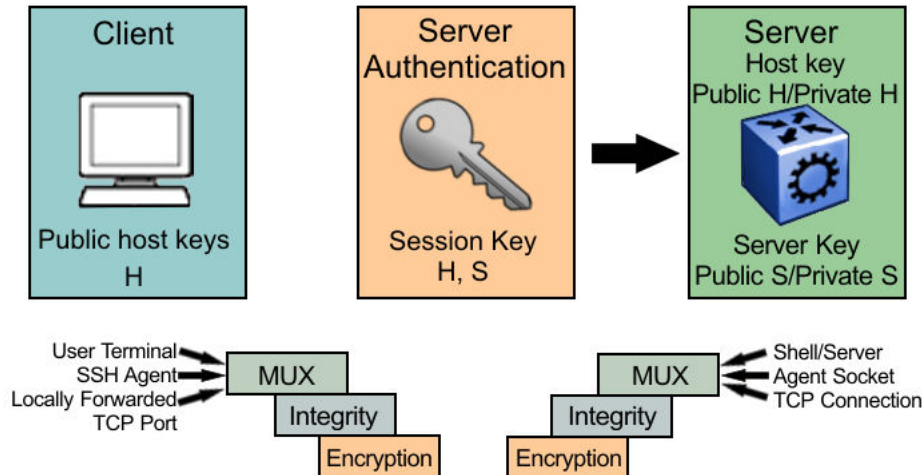 Client
Public host keys
H
Server
Authentication
Session Key
H, S
Server
Host key
Public H/Private H
Server Key
Public S/Private S
User Terminal
SSH Agent
Locally Forwarded
TCP Port
MUX
Integrity
Encryption
MUX
Integrity
Encryption
Shell/Server
Agent Socket
TCP Connection